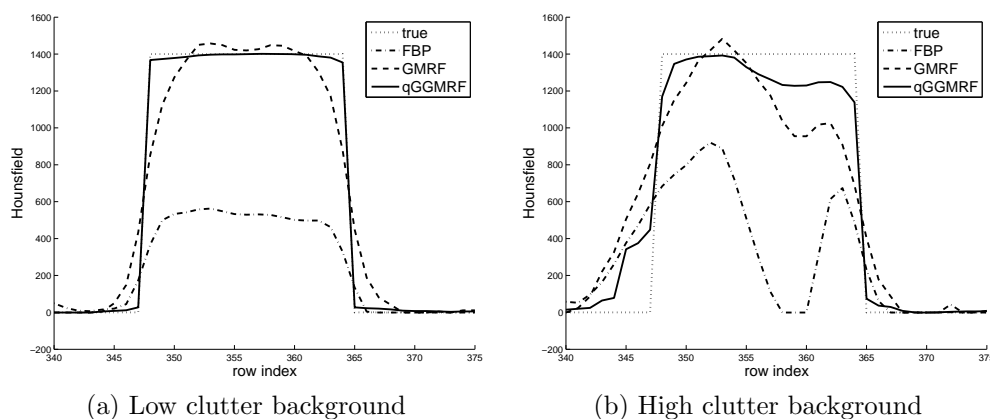 true
FBP
GMRF
qGGMRF
1600
1400
1200
1000
800
600
400
200
0
−200
Hounsfield
340 345 350 355 360 365 370 375
row index
(a) Low clutter background
true
FBP
GMRF
qGGMRF
1600
1400
1200
1000
800
600
400
200
0
−200
Hounsfield
340 345 350 355 360 365 370 375
row index
(b) High clutter background